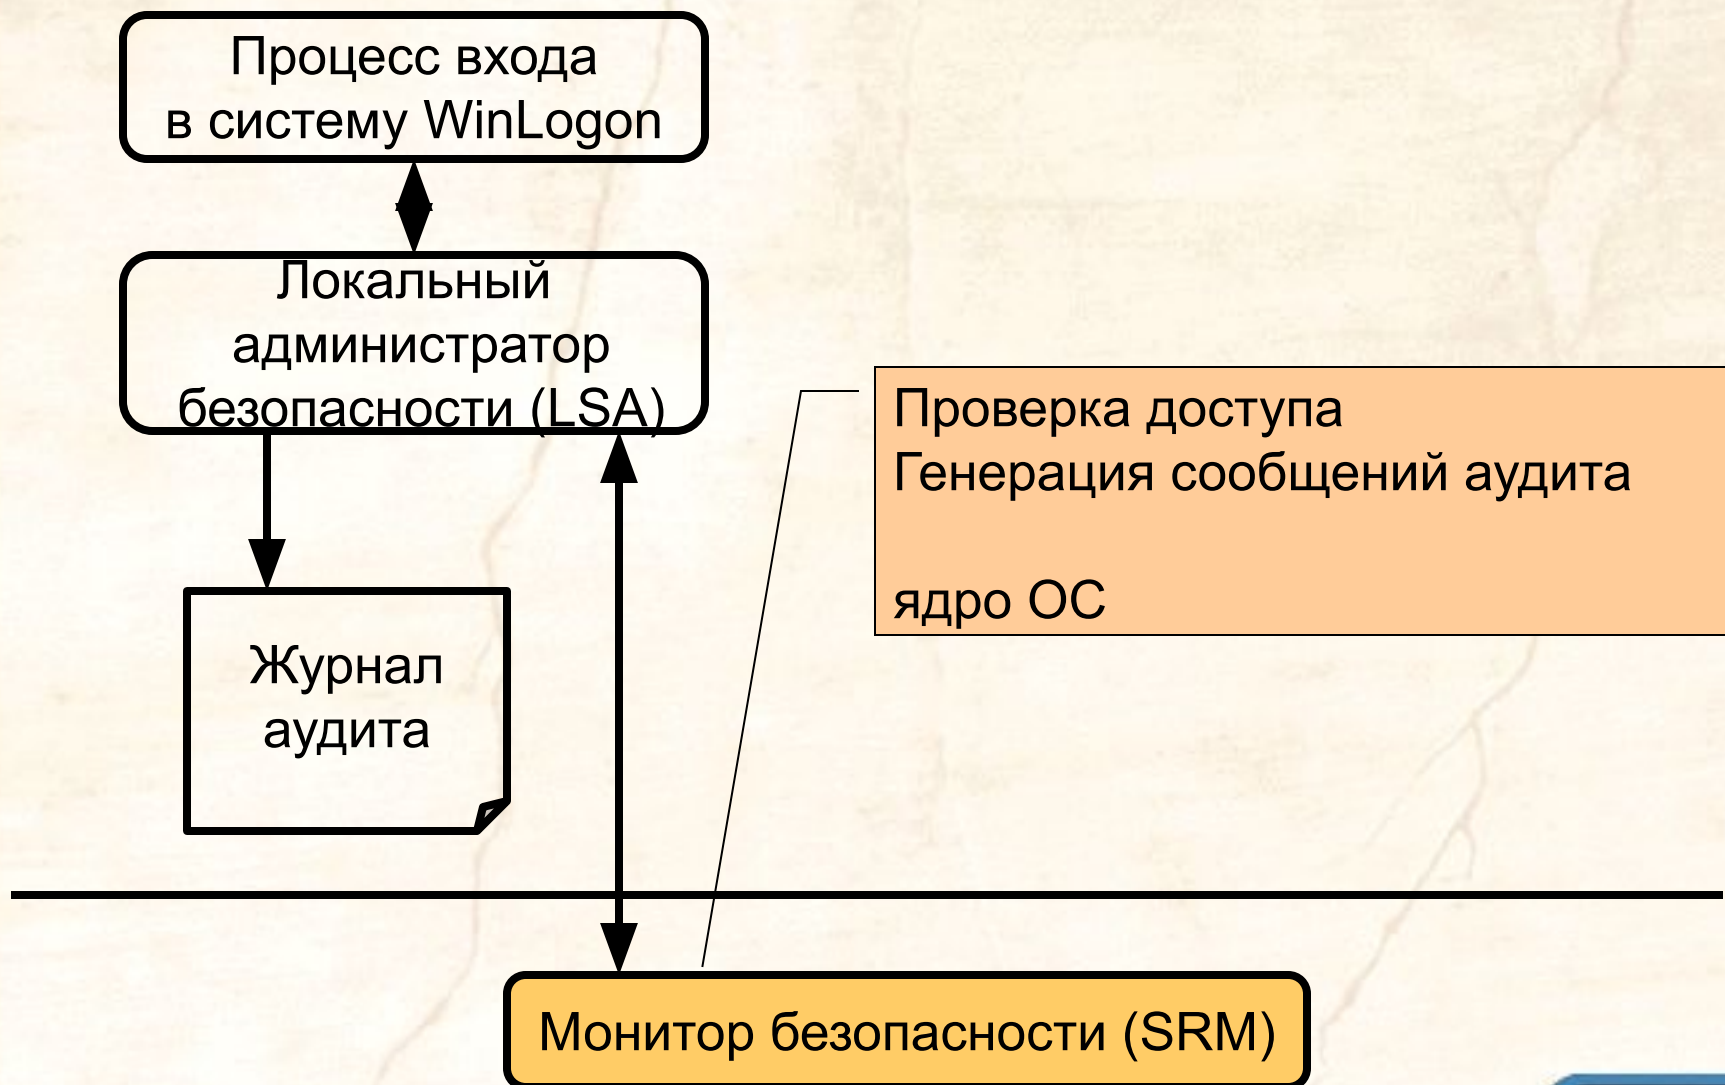 Процесс входа
в систему WinLogon
Локальный
администратор
безопасности (LSA)
Проверка доступа
Генерация сообщений аудита
ядро ОС
Журнал
аудита
Монитор безопасности (SRM)